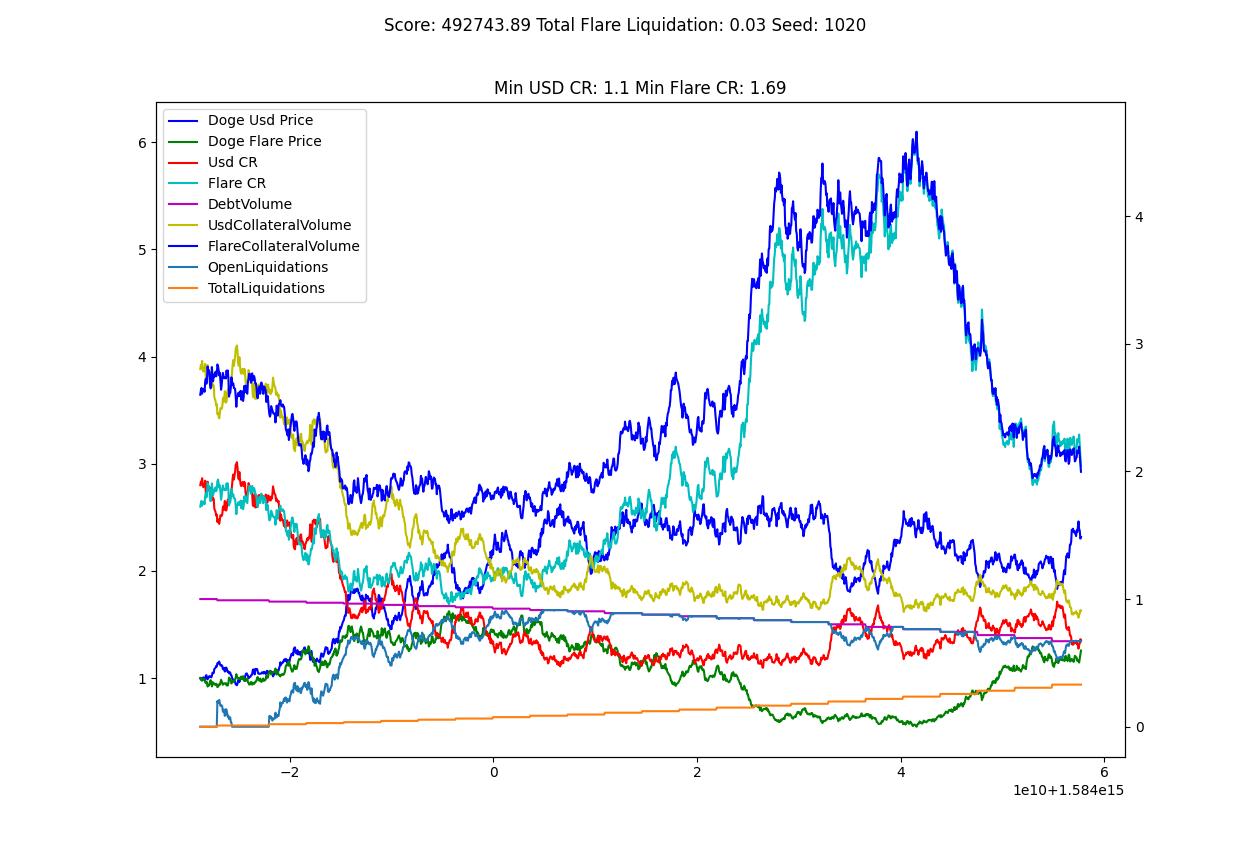 Score: 492743.89 Total Flare Liquidation: 0.03 Seed: 1020
Min USD CR: 1.1 Min Flare CR: 1.69
Doge Usd Price
Doge Flare Price
Usd CR
Flare CR
DebtVolume
UsdCollateralVolume
FlareCollateralVolume
OpenLiquidations
TotalLiquidations
6
5
4
3
2
1
4
3
2
1
0
−2
0
2
4
6
1e10+1.584e15